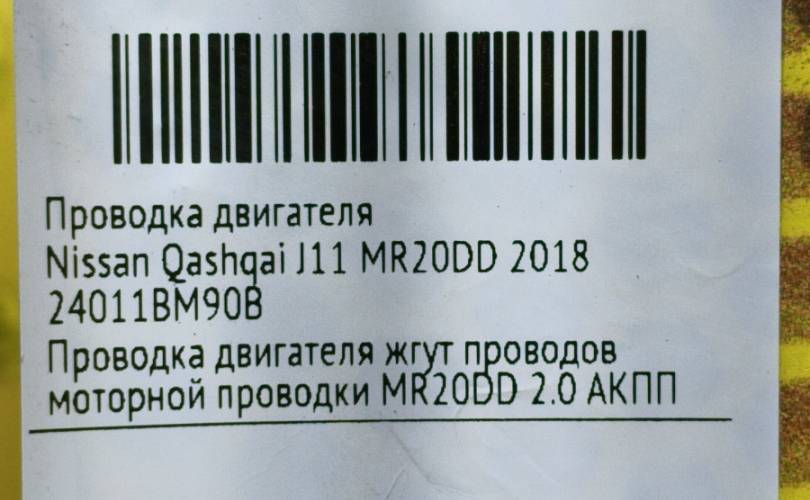 Проводка двигателя
Nissan Qashqai J11 MR20DD 2018
24011BM90B
Проводка двигателя жгут проводов
моторной проводки MR20DD 2.0 АКПП